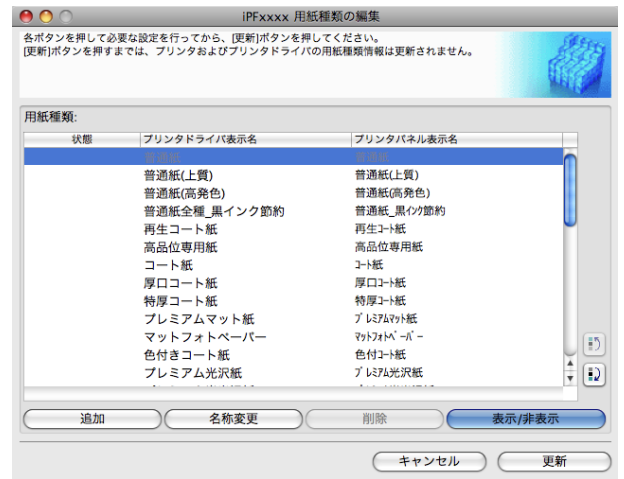 iPFxxxx 用紙種類の編集
各ボタンを押して必要な設定を行ってから、[更新]ボタンを押してください。
[更新]ボタンを押すまでは、プリンタおよびプリンタドライバの用紙種類情報は更新されません。
用紙種類:
状態 プリンタドライバ表示名 プリンタパネル表示名
普通紙 普通紙
普通紙(上質) 普通紙(上質)
普通紙(高発色) 普通紙(高発色)
普通紙全種_黒インク節約 普通紙_黒ｲﾝｸ節約
再生コート紙 再生ｺｰﾄ紙
高品位専用紙 高品位専用紙
コート紙 ｺｰﾄ紙
厚口コート紙 厚口ｺｰﾄ紙
特厚コート紙 特厚ｺｰﾄ紙
プレミアムマット紙 ﾌﾟﾚﾐｱﾑﾏｯﾄ紙
マットフォトペーパー ﾏｯﾄﾌｫﾄﾍﾟｰﾊﾟｰ
色付きコート紙 色付ｺｰﾄ紙
プレミアム光沢紙 ﾌﾟﾚﾐｱﾑ光沢紙
追加 名称変更 削除 表示/非表示
キャンセル 更新